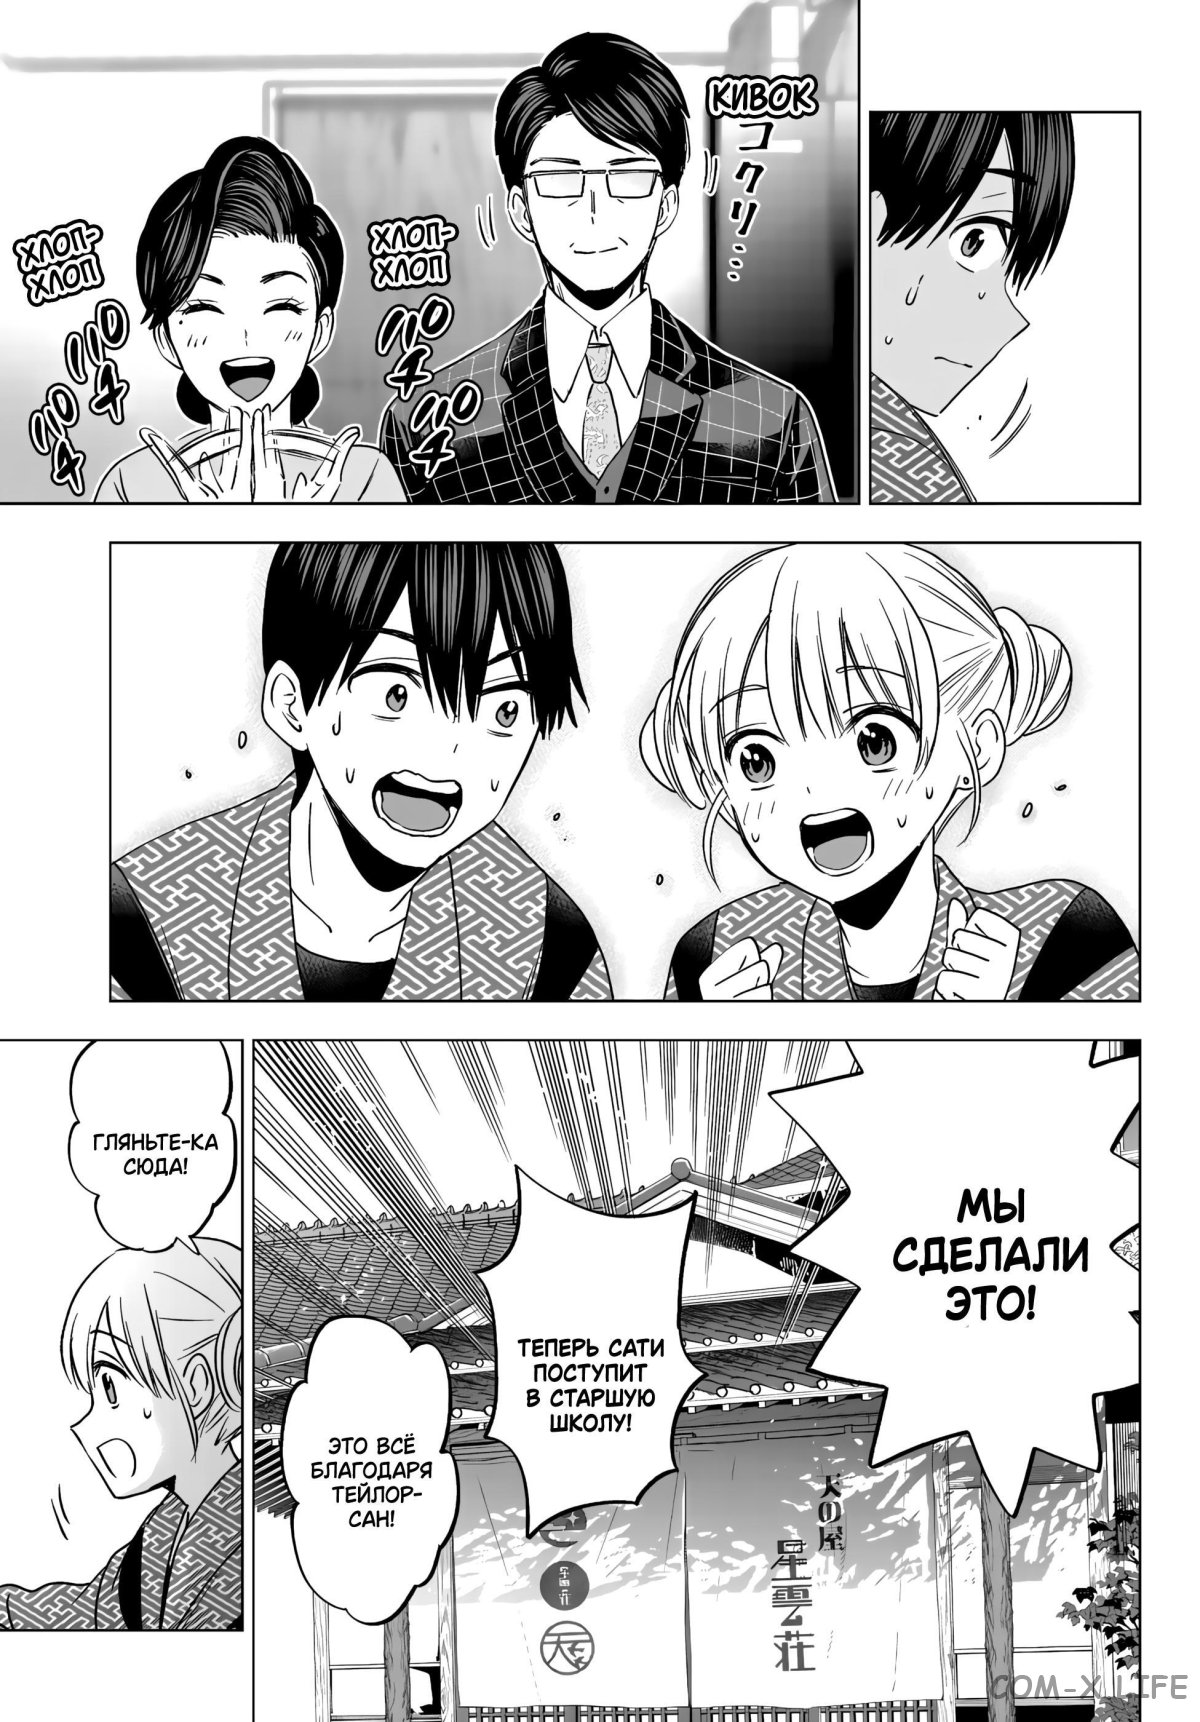 КИВОК
コクリ…
ХЛОП-
ХЛОП
パチ
パチ
ХЛОП-
ХЛОП
パチ
パチ
МЫ
СДЕЛАЛИ
ЭТО!
ТЕПЕРЬ САТИ
ПОСТУПИТ
В СТАРШУЮ
ШКОЛУ!
ЭТО ВСЁ
БЛАГОДАРЯ
ТЕЙЛОР-
САН!
天の屋
星雲荘
天
ГЛЯНЬТЕ-КА
СЮДА!
COM-X.LIFE